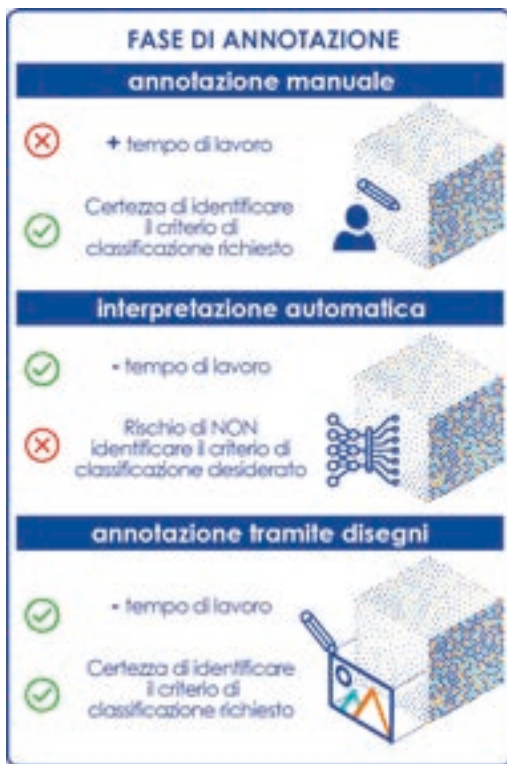 FASE DI ANNOTAZIONE
annotazione manuale
+ tempo di lavoro
Certezza di identificare
il criterio di
classificazione richiesto
interpretazione automatica
- tempo di lavoro
Rischio di NON
identificare il criterio di
classificazione desiderato
annotazione tramite disegni
- tempo di lavoro
Certezza di identificare
il criterio di
classificazione richiesto